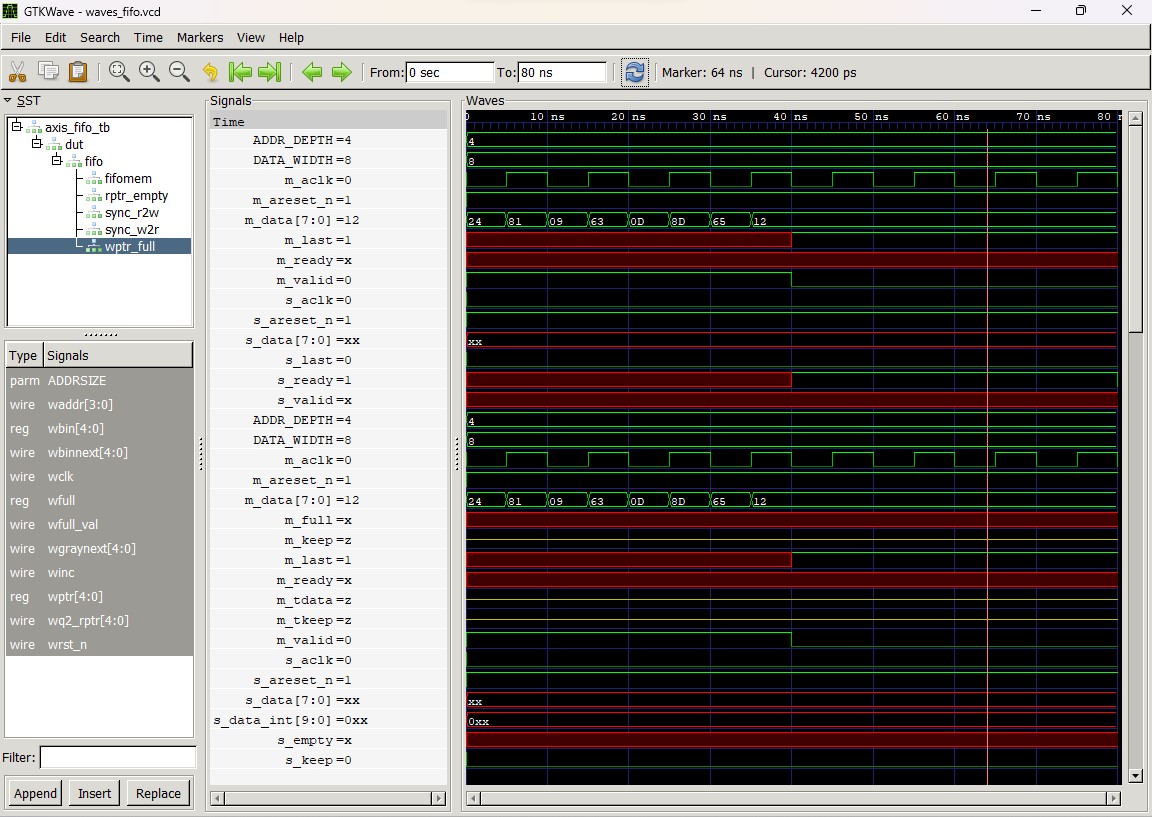 GTKWave - waves_fifo.vcd
File Edit Search Time Markers View Help
From: 0 sec To: 80 ns Marker: 64 ns | Cursor: 4200 ps
SST
axis_fifo_tb
dut
fifo
fifomem
rptr_empty
sync_r2w
sync_w2r
wptr_full
Type Signals
parm ADDRSIZE
wire waddr[3:0]
reg wbin[4:0]
wire wbinnext[4:0]
wire wclk
reg wfull
wire wfull_val
wire wgraynext[4:0]
wire winc
reg wptr[4:0]
wire wq2_rptr[4:0]
wire wrst_n
Filter:
Append Insert Replace
Signals
Time
ADDR_DEPTH=4
DATA_WIDTH=8
m_aclk=0
m_areset_n=1
m_data[7:0]=12
m_last=1
m_ready=x
m_valid=0
s_aclk=0
s_areset_n=1
s_data[7:0]=xx
s_last=0
s_ready=1
s_valid=x
ADDR_DEPTH=4
DATA_WIDTH=8
m_aclk=0
m_areset_n=1
m_data[7:0]=12
m_full=x
m_keep=z
m_last=1
m_ready=x
m_tdata=z
m_tkeep=z
m_valid=0
s_aclk=0
s_areset_n=1
s_data[7:0]=xx
s_data_int[9:0]=0xx
s_empty=x
s_keep=0
Waves
0 10 ns 20 ns 30 ns 40 ns 50 ns 60 ns 70 ns 80 n
4
8
24 81 09 63 0D 8D 65 12
xx
4
8
24 81 09 63 0D 8D 65 12
xx
0xx